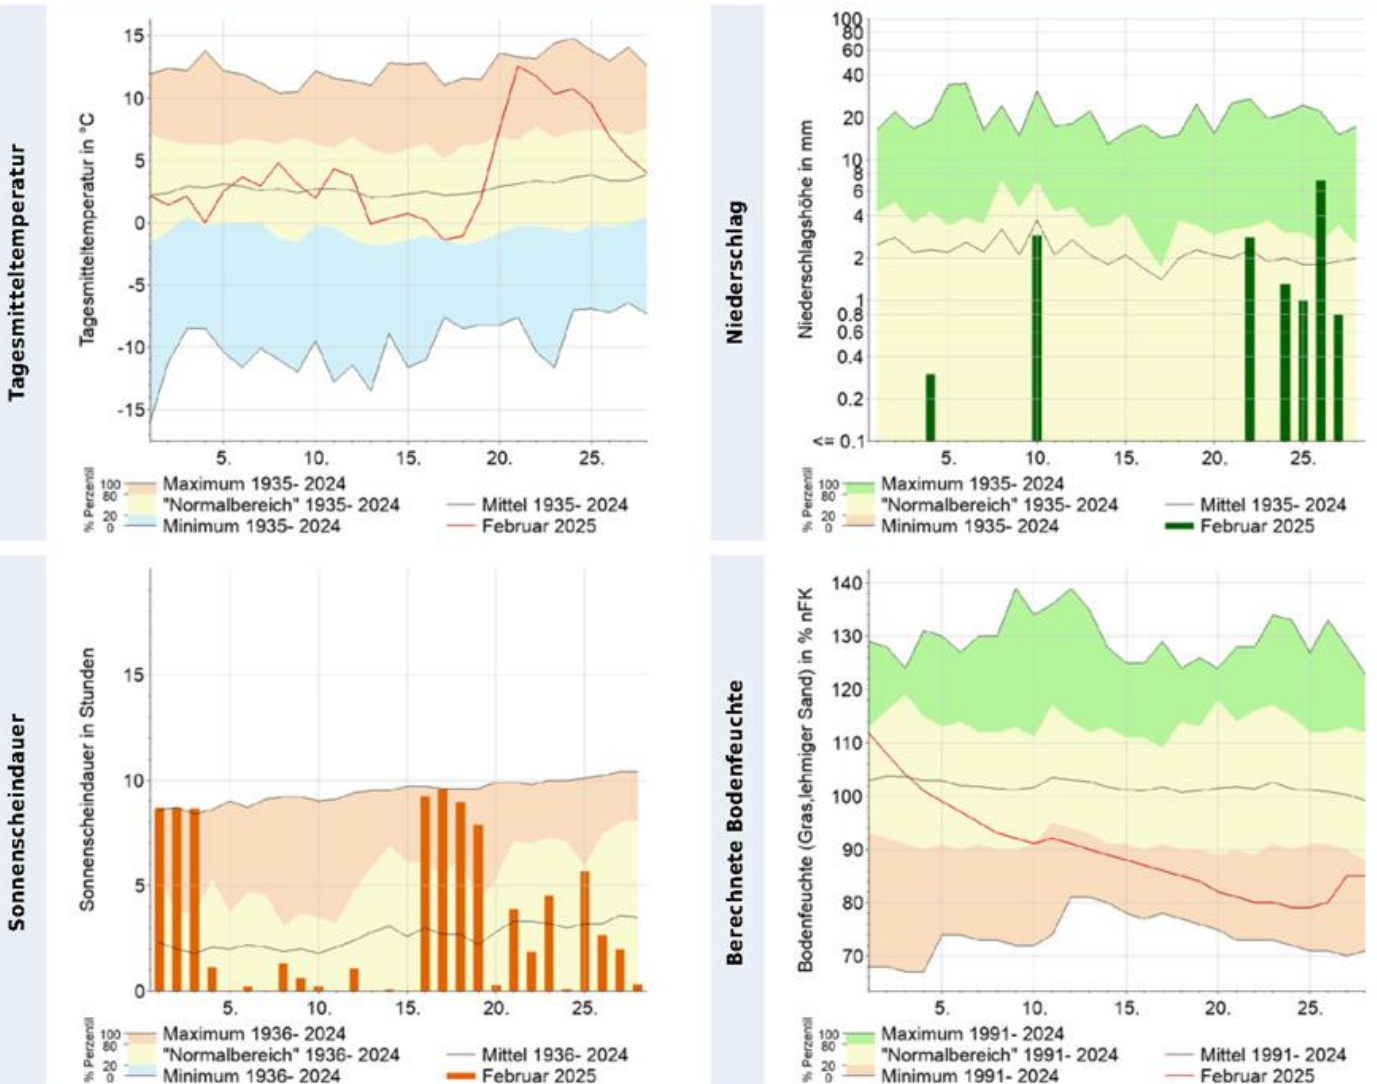 Tagesmitteltemperatur
Tagesmitteltemperatur in °C
15
10
5
0
-5
-10
-15
5.
10.
15.
20.
25.
% Perzentil
100
80
20
0
Maximum 1935- 2024
"Normalbereich" 1935- 2024
Minimum 1935- 2024
Mittel 1935- 2024
Februar 2025
Niederschlag
Niederschlagshöhe in mm
100
80
60
40
20
10
8
6
4
2
1
0.8
0.6
0.4
0.2
<= 0.1
5.
10.
15.
20.
25.
% Perzentil
100
80
20
0
Maximum 1935- 2024
"Normalbereich" 1935- 2024
Minimum 1935- 2024
Mittel 1935- 2024
Februar 2025
Sonnenscheindauer
Sonnenscheindauer in Stunden
15
10
5
0
5.
10.
15.
20.
25.
% Perzentil
100
80
20
0
Maximum 1936- 2024
"Normalbereich" 1936- 2024
Minimum 1936- 2024
Mittel 1936- 2024
Februar 2025
Berechnete Bodenfeuchte
Bodenfeuchte (Gras,lehmiger Sand) in % nFK
140
130
120
110
100
90
80
70
5.
10.
15.
20.
25.
% Perzentil
100
80
20
0
Maximum 1991- 2024
"Normalbereich" 1991- 2024
Minimum 1991- 2024
Mittel 1991- 2024
Februar 2025